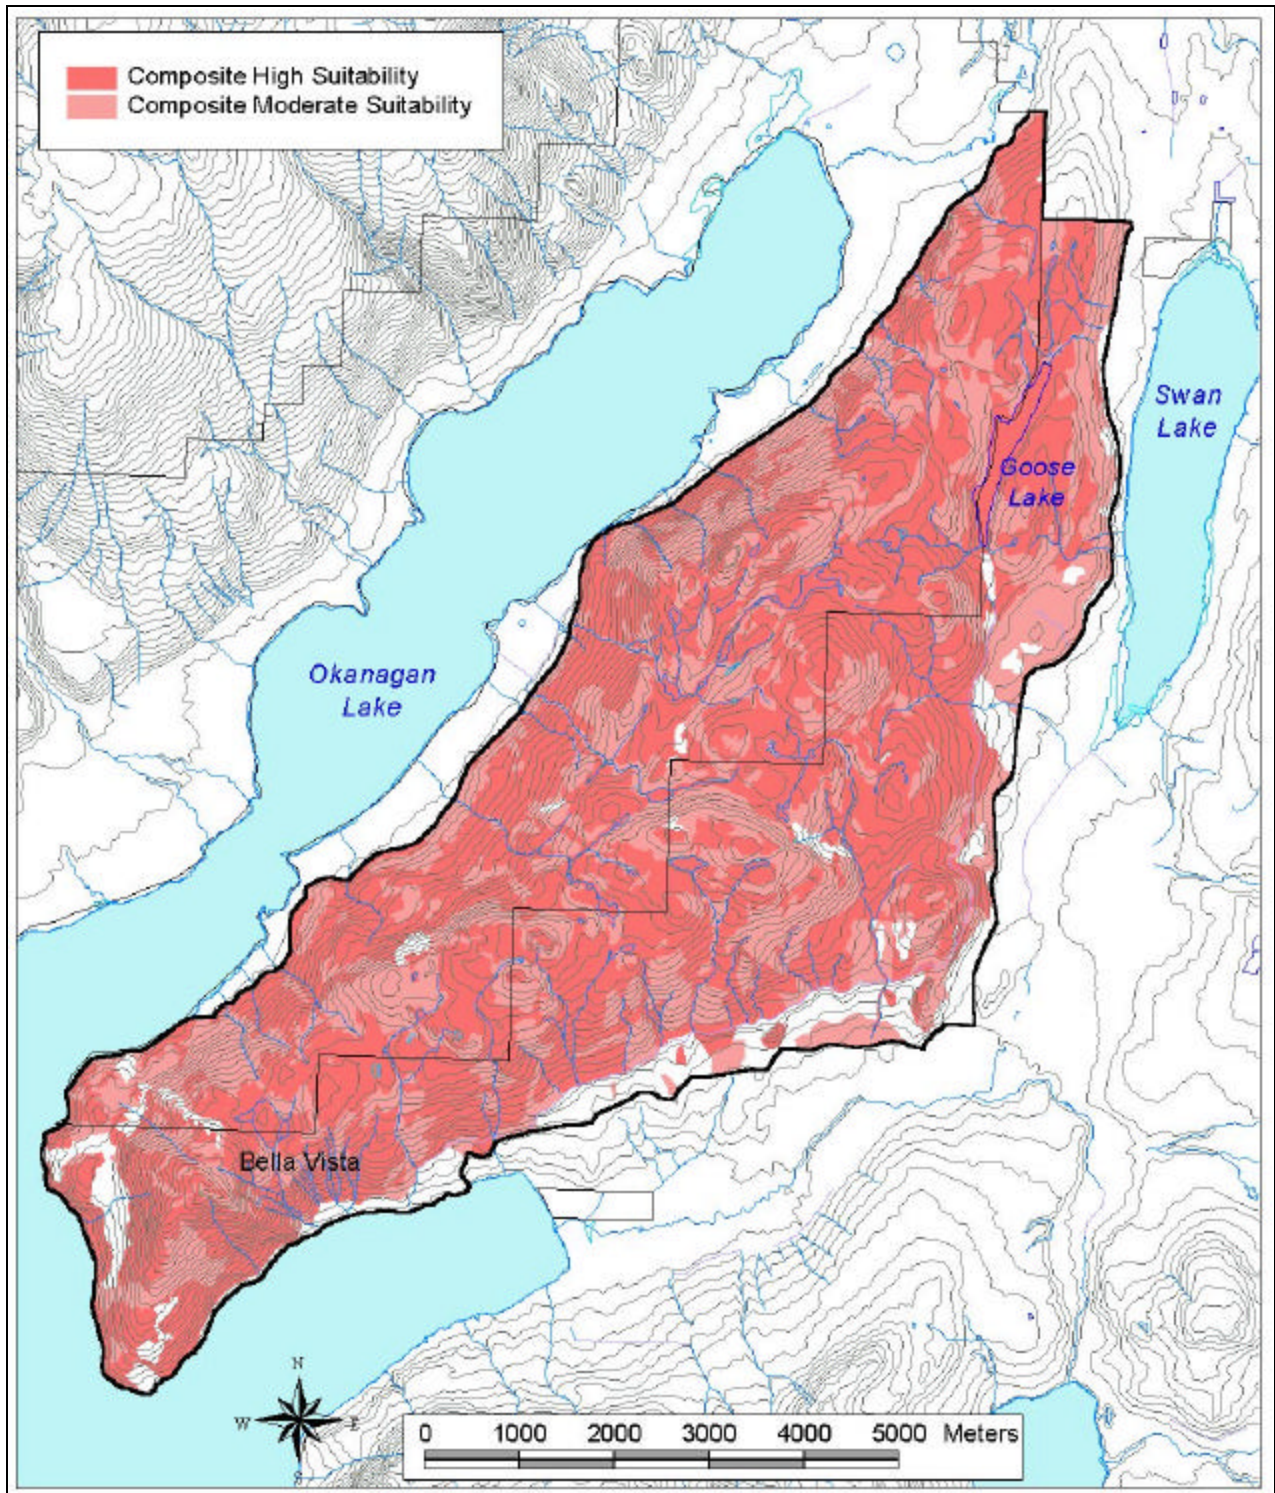 Composite High Suitability
Composite Moderate Suitability
Swan
Lake
Goose
Lake
Okanagan
Lake
Bella Vista
N
W
E
S
0 1000 2000 3000 4000 5000 Meters